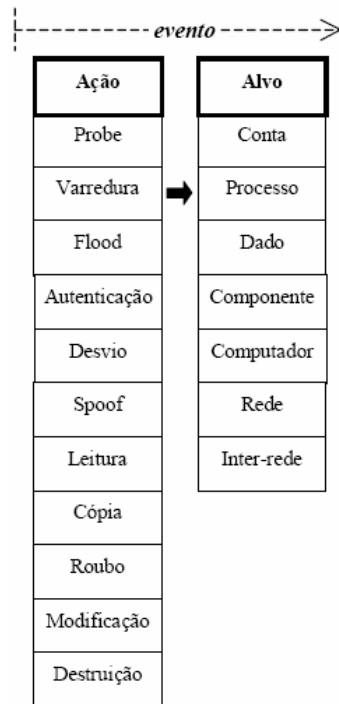 evento
Ação
Probe
Varredura
Flood
Autenticação
Desvio
Spoof
Leitura
Cópia
Roubo
Modificação
Destruição
Alvo
Conta
Processo
Dado
Componente
Computador
Rede
Inter-rede